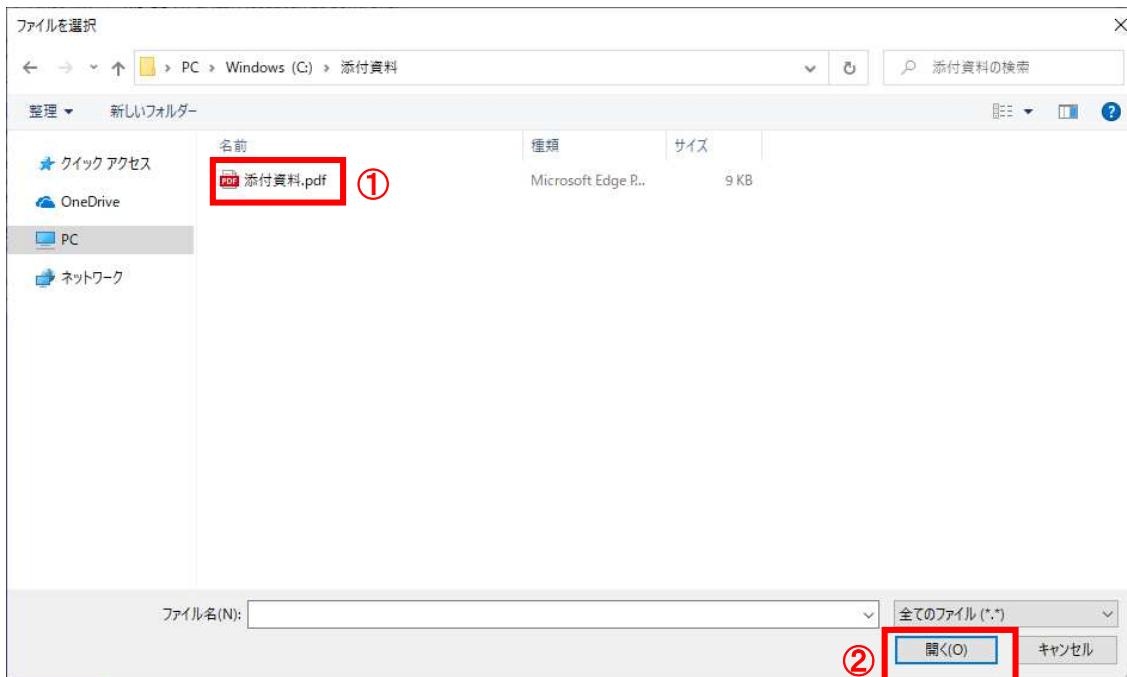 ファイルを選択
PC › Windows (C:) › 添付資料
添付資料の検索
整理
新しいフォルダー
名前 種類 サイズ
添付資料.pdf Microsoft Edge P... 9 KB
①
クイック アクセス
OneDrive
PC
ネットワーク
ファイル名(N):
全てのファイル (*.*)
②
開く(O) キャンセル